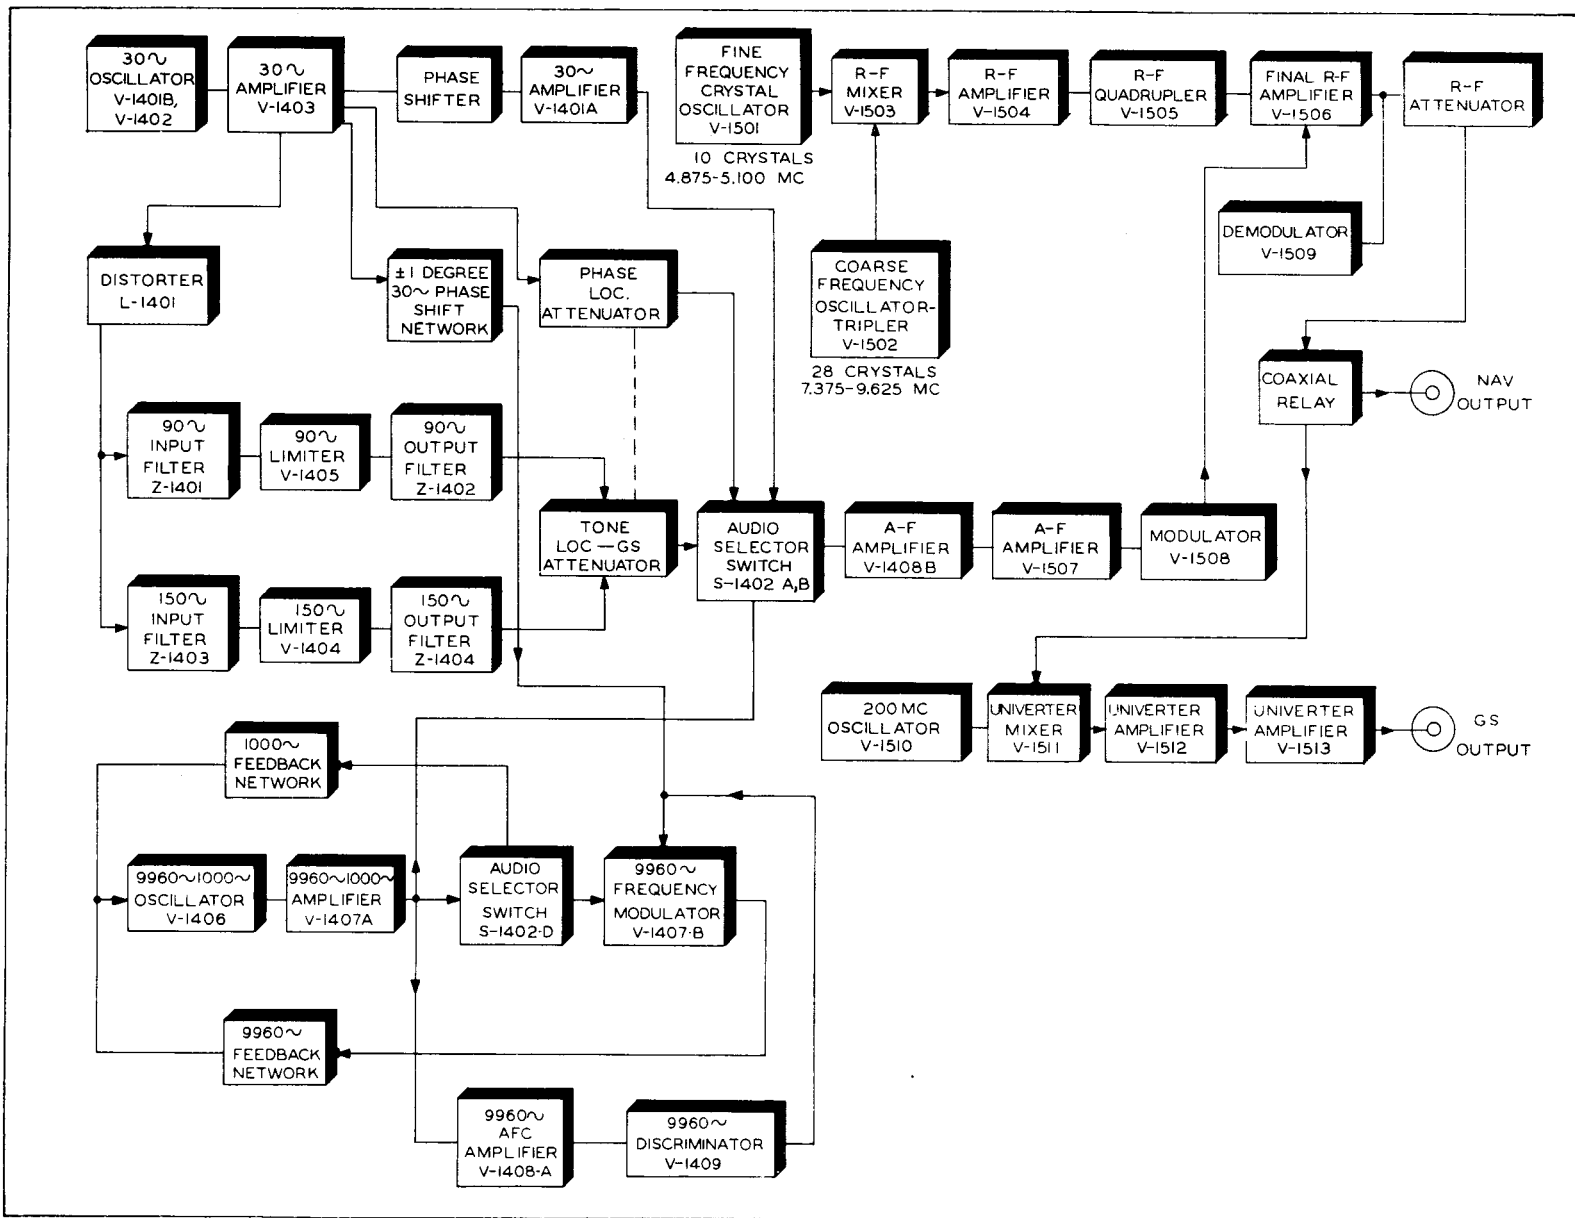 30~
OSCILLATOR
V-1401B,
V-1402
30~
AMPLIFIER
V-1403
PHASE
SHIFTER
30~
AMPLIFIER
V-1401A
FINE
FREQUENCY
CRYSTAL
OSCILLATOR
V-1501
10 CRYSTALS
4.875-5.100 MC
R-F
MIXER
V-1503
R-F
AMPLIFIER
V-1504
R-F
QUADRUPLER
V-1505
FINAL R-F
AMPLIFIER
V-1506
R-F
ATTENUATOR
DEMODULATOR
V-1509
DISTORTER
L-1401
±1 DEGREE
30~ PHASE
SHIFT
NETWORK
PHASE
LOC.
ATTENUATOR
COARSE
FREQUENCY
OSCILLATOR-
TRIPLER
V-1502
28 CRYSTALS
7.375-9.625 MC
COAXIAL
RELAY
NAV
OUTPUT
90~
INPUT
FILTER
Z-1401
90~
LIMITER
V-1405
90~
OUTPUT
FILTER
Z-1402
TONE
LOC-GS
ATTENUATOR
AUDIO
SELECTOR
SWITCH
S-1402 A,B
A-F
AMPLIFIER
V-1408B
A-F
AMPLIFIER
V-1507
MODULATOR
V-1508
150~
INPUT
FILTER
Z-1403
150~
LIMITER
V-1404
150~
OUTPUT
FILTER
Z-1404
200 MC
OSCILLATOR
V-1510
UNIVERTER
MIXER
V-1511
UNIVERTER
AMPLIFIER
V-1512
UNIVERTER
AMPLIFIER
V-1513
GS
OUTPUT
1000~
FEEDBACK
NETWORK
9960~1000~
OSCILLATOR
V-1406
9960~1000~
AMPLIFIER
V-1407A
AUDIO
SELECTOR
SWITCH
S-1402-D
9960~
FREQUENCY
MODULATOR
V-1407-B
9960~
FEEDBACK
NETWORK
9960~
AFC
AMPLIFIER
V-1408-A
9960~
DISCRIMINATOR
V-1409